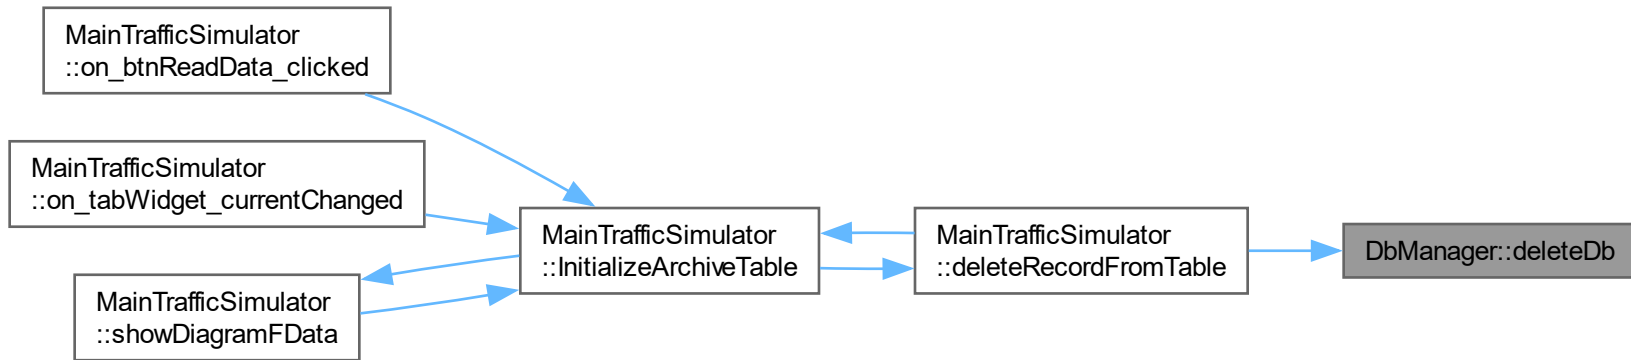 MainTrafficSimulator
::on_btnReadData_clicked
MainTrafficSimulator
::on_tabWidget_currentChanged
MainTrafficSimulator
::showDiagramFData
MainTrafficSimulator
::InitializeArchiveTable
MainTrafficSimulator
::deleteRecordFromTable
DbManager::deleteDb